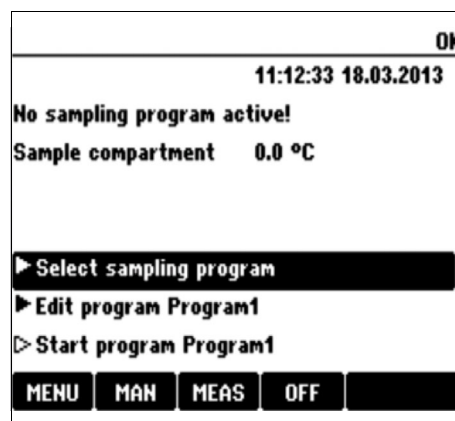 OK
11:12:33 18.03.2013
No sampling program active!
Sample compartment 0.0 °C
Select sampling program
Edit program Program1
Start program Program1
MENU MAN MEAS OFF